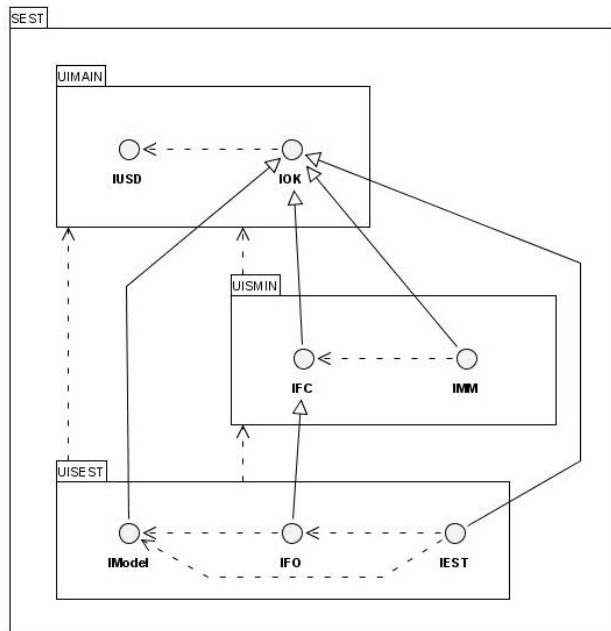 SEST
UIMAIN
IUSD
IOK
UISMIN
IFC
IMM
UISEST
IModel
IFO
IEST